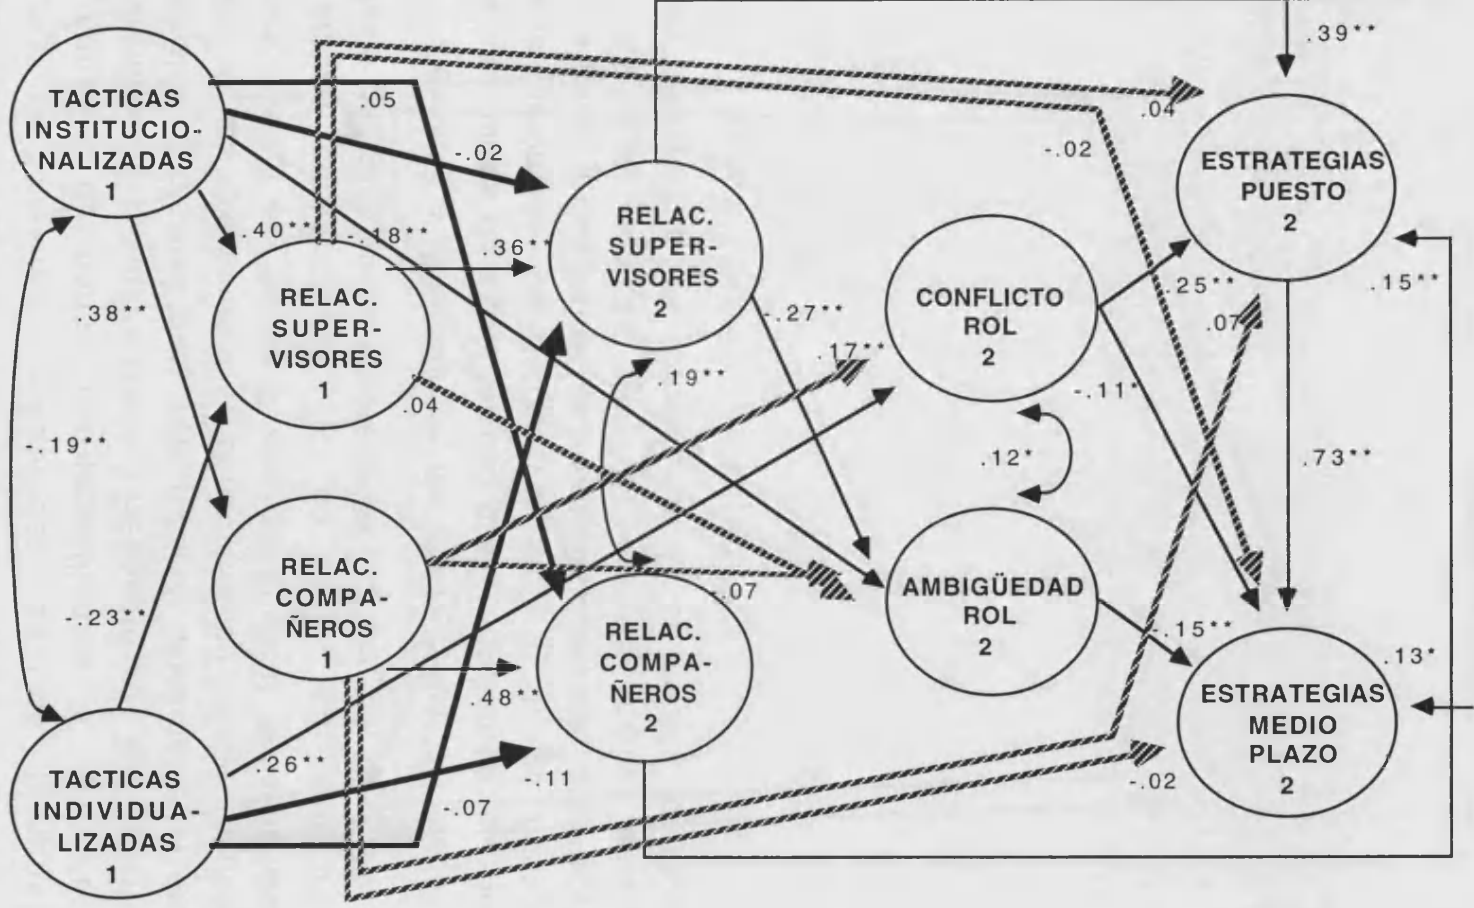 .39**
TACTICAS
INSTITUCIO-
NALIZADAS
1
.05
-.02
.04
-.02
ESTRATEGIAS
PUESTO
2
RELAC.
SUPER-
VISORES
2
.40**
-.18**
.36**
RELAC.
SUPER-
VISORES
1
.38**
-.27**
.17**
CONFLICTO
ROL
2
.25**
.07
.15**
.04
.19**
-.11*
-.19**
.12*
.73**
RELAC.
COMPA-
ÑEROS
1
-.07
AMBIGÜEDAD
ROL
2
-.23**
RELAC.
COMPA-
ÑEROS
2
.48**
-.15**
.13*
ESTRATEGIAS
MEDIO
PLAZO
2
TACTICAS
INDIVIDUA-
LIZADAS
1
.26**
-.11
-.07
-.02